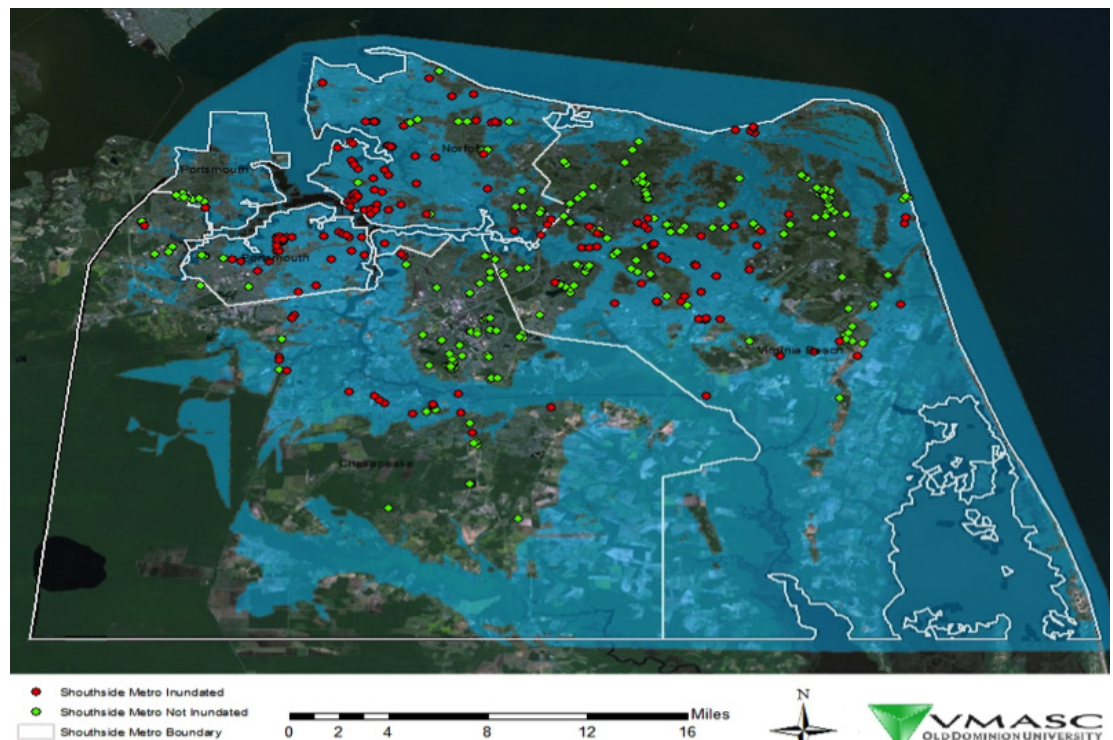 Norfolk
Portsmouth
Portsmouth
Virginia Beach
Chesapeake
Shouthside Metro Inundated
Shouthside Metro Not Inundated
Shouthside Metro Boundary
0 2 4 8 12 16 Miles
N
VMASC
OLD DOMINION UNIVERSITY